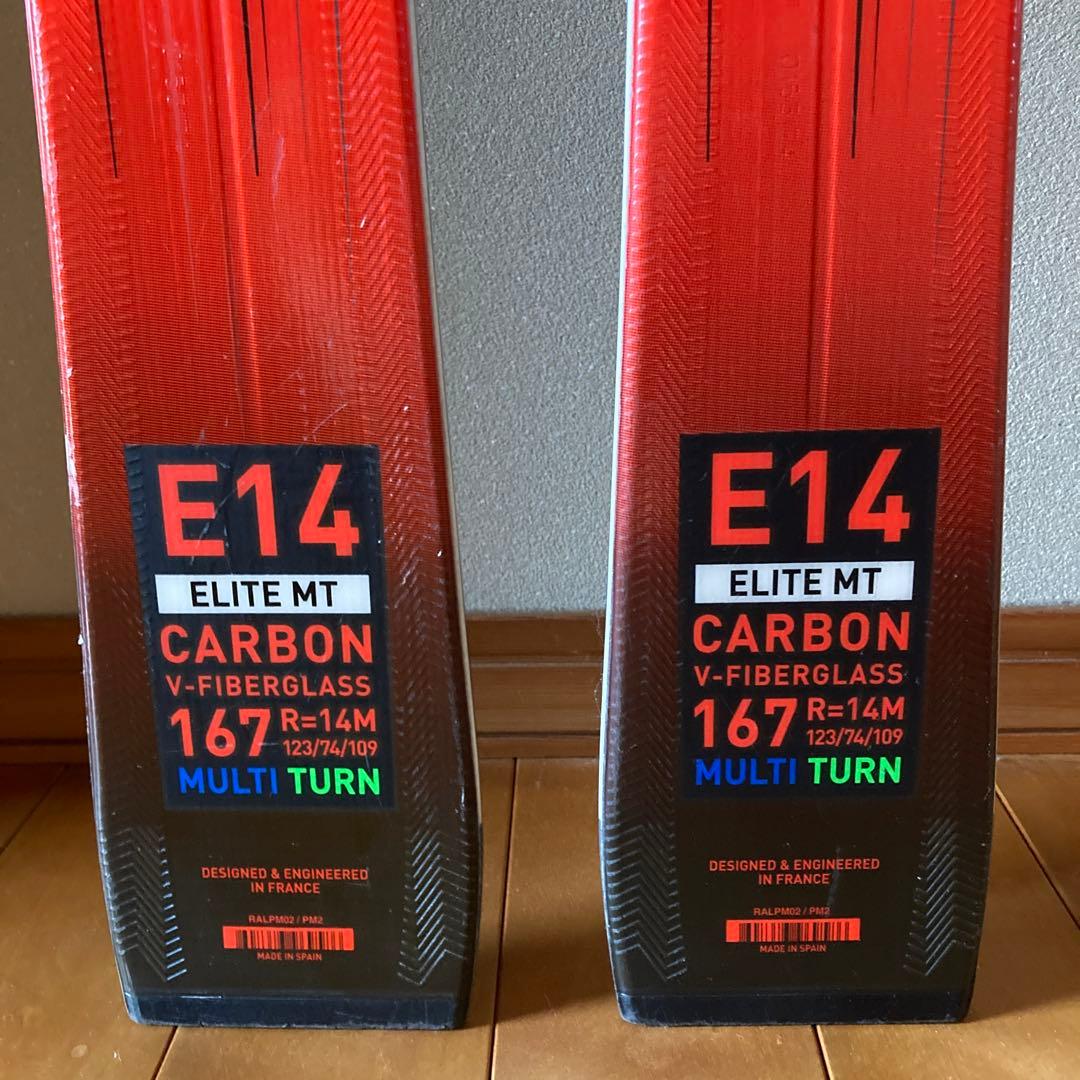 E14
ELITE MT
CARBON
V-FIBERGLASS
167 R=14M
123/74/109
MULTI TURN
DESIGNED & ENGINEERED
IN FRANCE
RALPM02 / PM2
MADE IN SPAIN
E14
ELITE MT
CARBON
V-FIBERGLASS
167 R=14M
123/74/109
MULTI TURN
DESIGNED & ENGINEERED
IN FRANCE
RALPM02 / PM2
MADE IN SPAIN